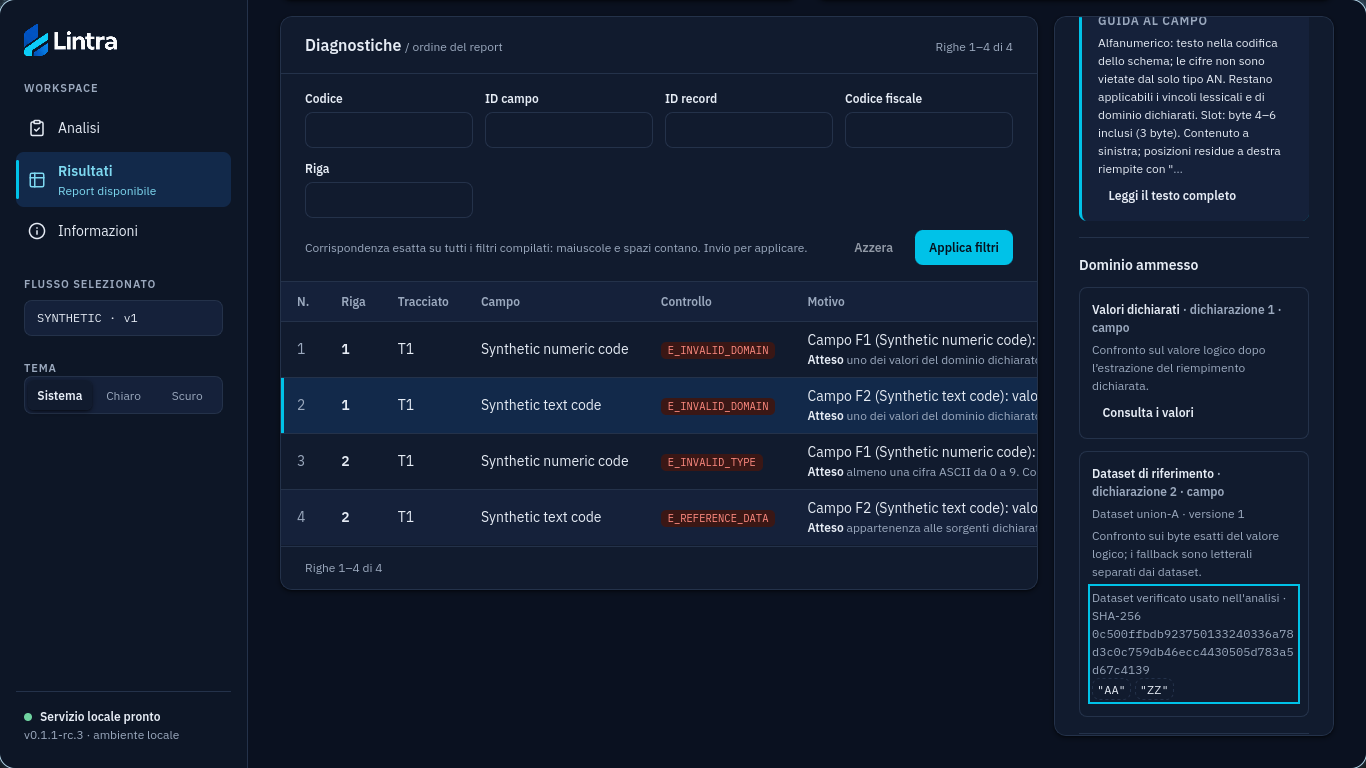 Lintra
WORKSPACE
Analisi
Risultati
Report disponibile
Informazioni
FLUSSO SELEZIONATO
SYNTHETIC · v1
TEMA
Sistema Chiaro Scuro
Servizio locale pronto
v0.1.1-rc.3 · ambiente locale
Diagnostiche / ordine del report Righe 1–4 di 4
Codice ID campo ID record Codice fiscale
Riga
Corrispondenza esatta su tutti i filtri compilati: maiuscole e spazi contano. Invio per applicare. Azzera Applica filtri
N. Riga Tracciato Campo Controllo Motivo
1 1 T1 Synthetic numeric code E_INVALID_DOMAIN Campo F1 (Synthetic numeric code):
Atteso uno dei valori del dominio dichiarato
2 1 T1 Synthetic text code E_INVALID_DOMAIN Campo F2 (Synthetic text code): valo
Atteso uno dei valori del dominio dichiarato
3 2 T1 Synthetic numeric code E_INVALID_TYPE Campo F1 (Synthetic numeric code):
Atteso almeno una cifra ASCII da 0 a 9. Co
4 2 T1 Synthetic text code E_REFERENCE_DATA Campo F2 (Synthetic text code): valo
Atteso appartenenza alle sorgenti dichiarat
Righe 1–4 di 4
GUIDA AL CAMPO
Alfanumerico: testo nella codifica
dello schema; le cifre non sono
vietate dal solo tipo AN. Restano
applicabili i vincoli lessicali e di
dominio dichiarati. Slot: byte 4–6
inclusi (3 byte). Contenuto a
sinistra; posizioni residue a destra
riempite con "…
Leggi il testo completo
Dominio ammesso
Valori dichiarati · dichiarazione 1 ·
campo
Confronto sul valore logico dopo
l'estrazione del riempimento
dichiarata.
Consulta i valori
Dataset di riferimento ·
dichiarazione 2 · campo
Dataset union-A · versione 1
Confronto sui byte esatti del valore
logico; i fallback sono letterali
separati dai dataset.
Dataset verificato usato nell'analisi ·
SHA-256
0c500ffbdb923750133240336a78
d3c0c759db46ecc4430505d783a5
d67c4139
"AA" "ZZ"